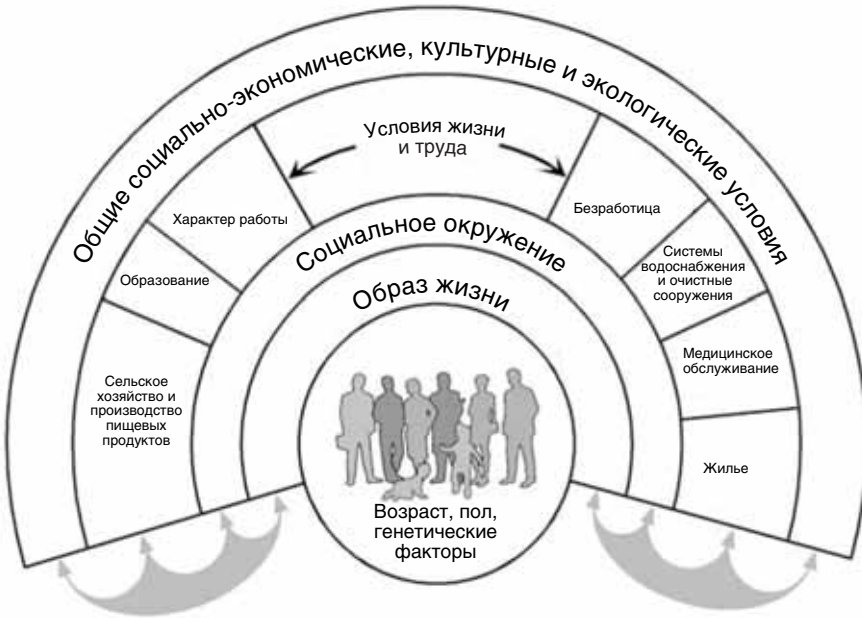 Общие социально-экономические, культурные и экологические условия
Условия жизни
и труда
Характер работы
Безработица
Социальное окружение
Образование
Системы
водоснабжения
и очистные
сооружения
Образ жизни
Сельское
хозяйство и
производство
пищевых
продуктов
Медицинское
обслуживание
Жилье
Возраст, пол,
генетические
факторы